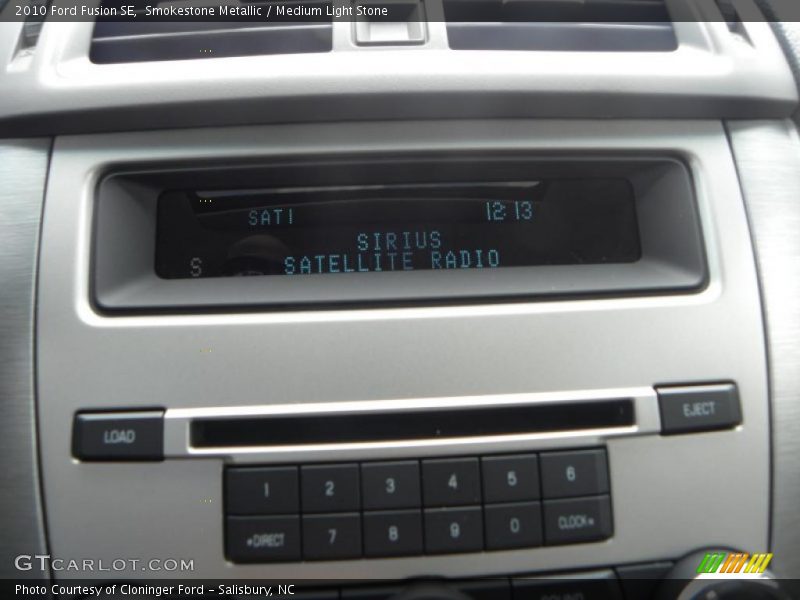 2010 Ford Fusion SE, Smokestone Metallic / Medium Light Stone
SAT1 12:13
SIRIUS
S SATELLITE RADIO
LOAD EJECT
1 2 3 4 5 6
*DIRECT 7 8 9 0 CLOCK*
GTCARLOT.COM
Photo Courtesy of Cloninger Ford - Salisbury, NC